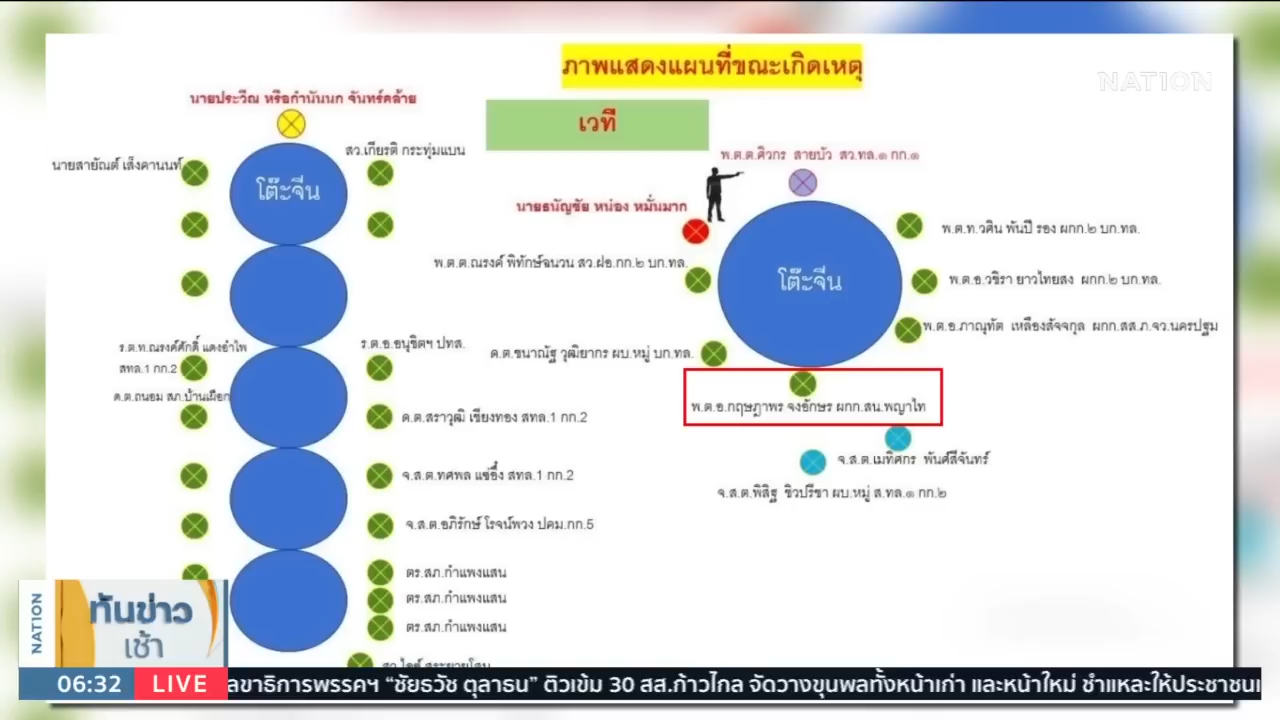 ภาพแสดงแผนที่ขณะเกิดเหตุ
NATION
เวที
นายประวีณ หรือกำนันนก จันทร์คล้าย
นายสายัณต์ เส็งคานนท์
สว.เกียรติ กระทุ่มแบน
โต๊ะจีน
พ.ต.ต.ศิวกร สายบัว สว.ทล.๑ กก.๑
นายธนัญชัย หน่อง หมั่นมาก
พ.ต.ท.วศิน พันปี รอง ผกก.๒ บก.ทล.
พ.ต.ต.ณรงค์ พิทักษ์ฉนวน สว.ฝอ.กก.๒ บก.ทล.
โต๊ะจีน
พ.ต.อ.วชิรา ยาวไทยสง ผกก.๒ บก.ทล.
พ.ต.อ.ภาณุทัต เหลืองสัจจกุล ผกก.สส.ภ.จว.นครปฐม
ด.ต.ชนาณัฐ วุฒิยากร ผบ.หมู่ บก.ทล.
พ.ต.อ.กฤษฎาพร จงอักษร ผกก.สน.พญาไท
จ.ส.ต.เมทิศกร พันศ์สีจันทร์
จ.ส.ต.พิสิฐ ชิวปรีชา ผบ.หมู่ ส.ทล.๑ กก.๒
ร.ต.ท.ณรงค์ศักดิ์ แดงอำไพ
สทล.1 กก.2
ร.ต.อ.อนุชิตฯ ปทส.
ด.ต.ถนอม สภ.บ้านเผือก
ด.ต.สราวุฒิ เชียงทอง สทล.1 กก.2
จ.ส.ต.ทศพล แซ่อึ้ง สทล.1 กก.2
จ.ส.ต.อภิรักษ์ โรจน์พวง ปคม.กก.5
ตร.สภ.กำแพงแสน
ตร.สภ.กำแพงแสน
ตร.สภ.กำแพงแสน
NATION
ทันข่าว
เช้า
06:32 LIVE ลขาธิการพรรคฯ “ชัยธวัช ตุลาธน” ติวเข้ม 30 สส.ก้าวไกล จัดวางขุนพลทั้งหน้าเก่า และหน้าใหม่ ชำแหละให้ประชาชนเ